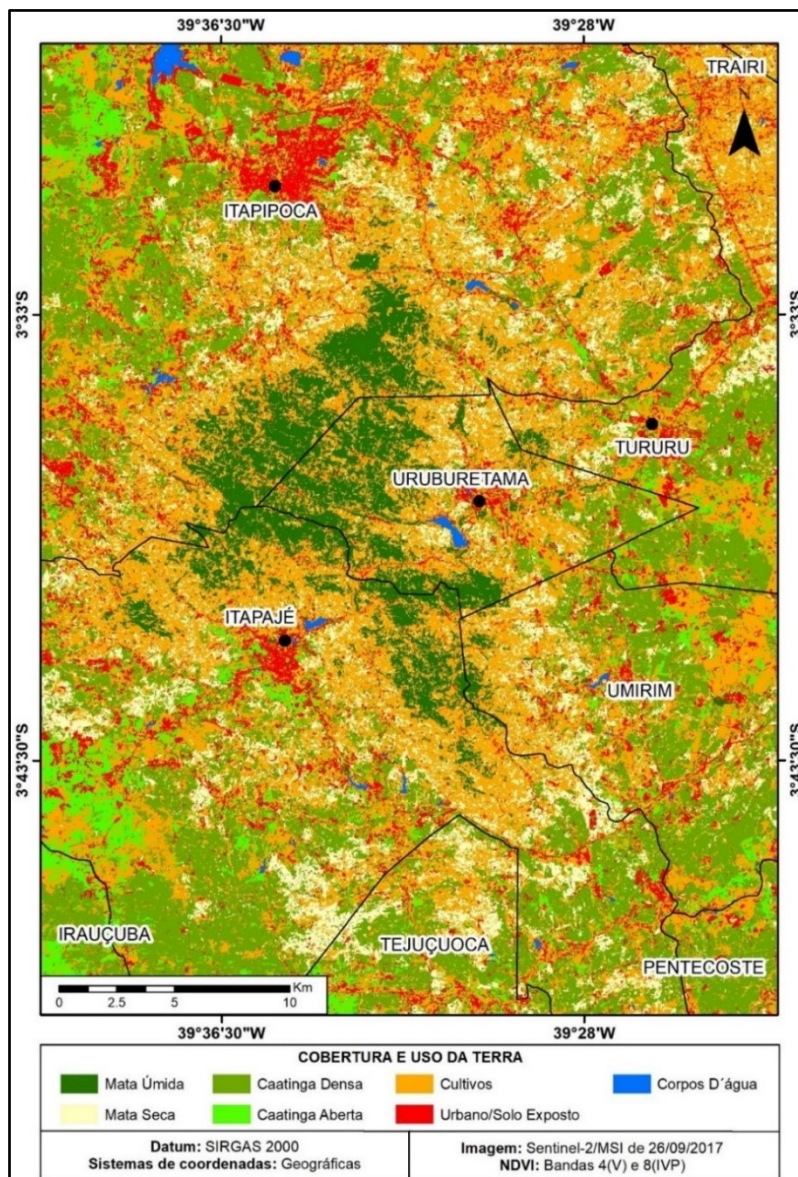 39°36'30"W 39°28'W
TRAIRI
ITAPIPOCA
3°33'S 3°33'S
TURURU
URUBURETAMA
ITAPAJÉ
UMIRIM
3°43'30"S 3°43'30"S
IRAUÇUBA
TEJUÇUOCA
PENTECOSTE
Km
0 2.5 5 10
39°36'30"W 39°28'W
COBERTURA E USO DA TERRA
Mata Úmida Caatinga Densa Cultivos Corpos D´água
Mata Seca Caatinga Aberta Urbano/Solo Exposto
Datum: SIRGAS 2000 Imagem: Sentinel-2/MSI de 26/09/2017
Sistemas de coordenadas: Geográficas NDVI: Bandas 4(V) e 8(IVP)